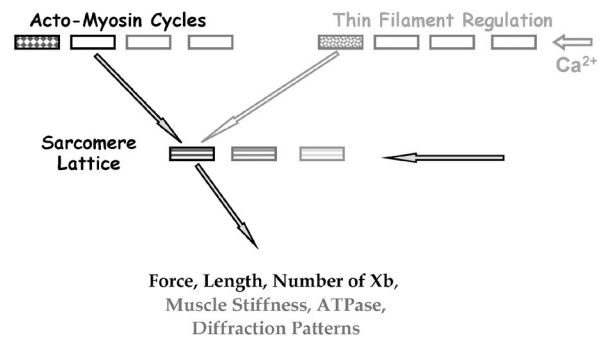 Acto-Myosin Cycles
Thin Filament Regulation
Ca²⁺
Sarcomere
Lattice
Force, Length, Number of Xb,
Muscle Stiffness, ATPase,
Diffraction Patterns